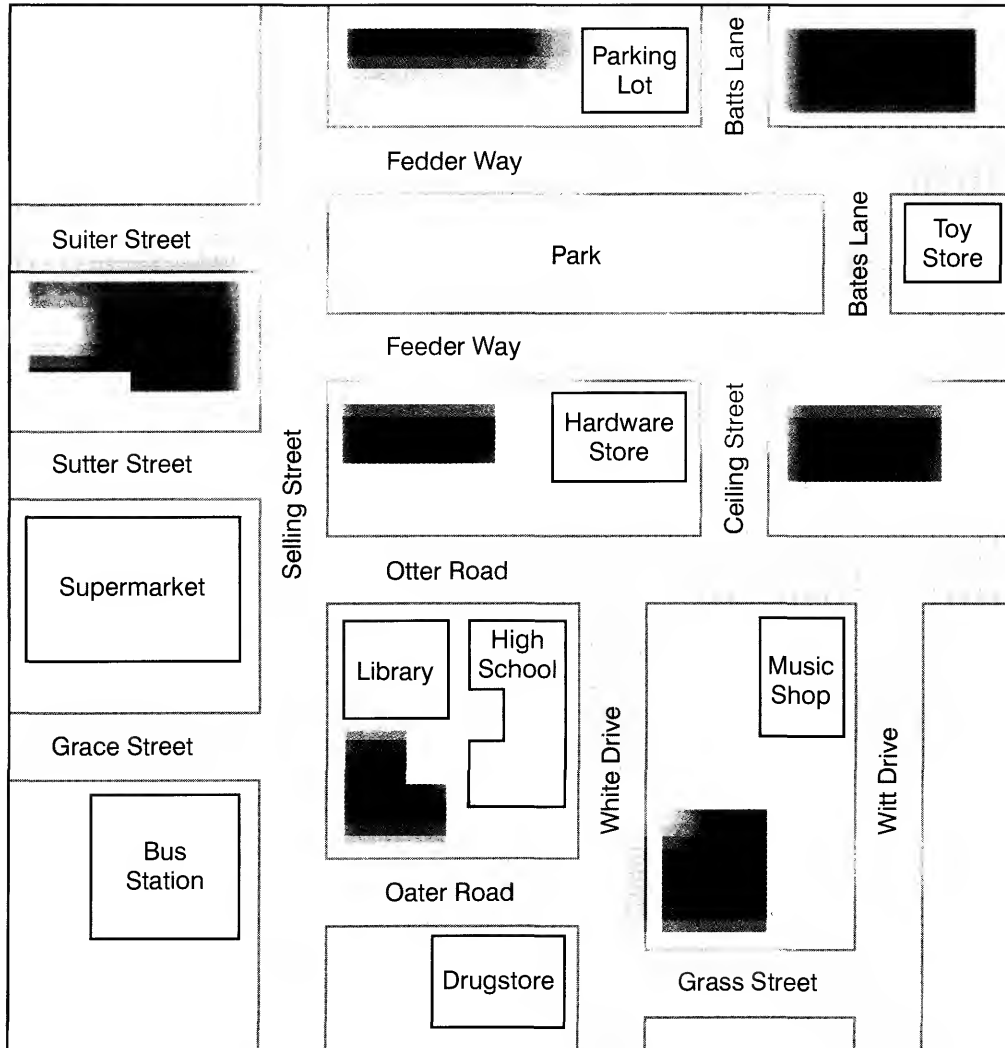 Parking
Lot
Batts Lane
Fedder Way
Suiter Street
Park
Bates Lane
Toy
Store
Feeder Way
Sutter Street
Selling Street
Hardware
Store
Ceiling Street
Supermarket
Otter Road
Library
High
School
Music
Shop
Grace Street
White Drive
Witt Drive
Bus
Station
Oater Road
Drugstore
Grass Street